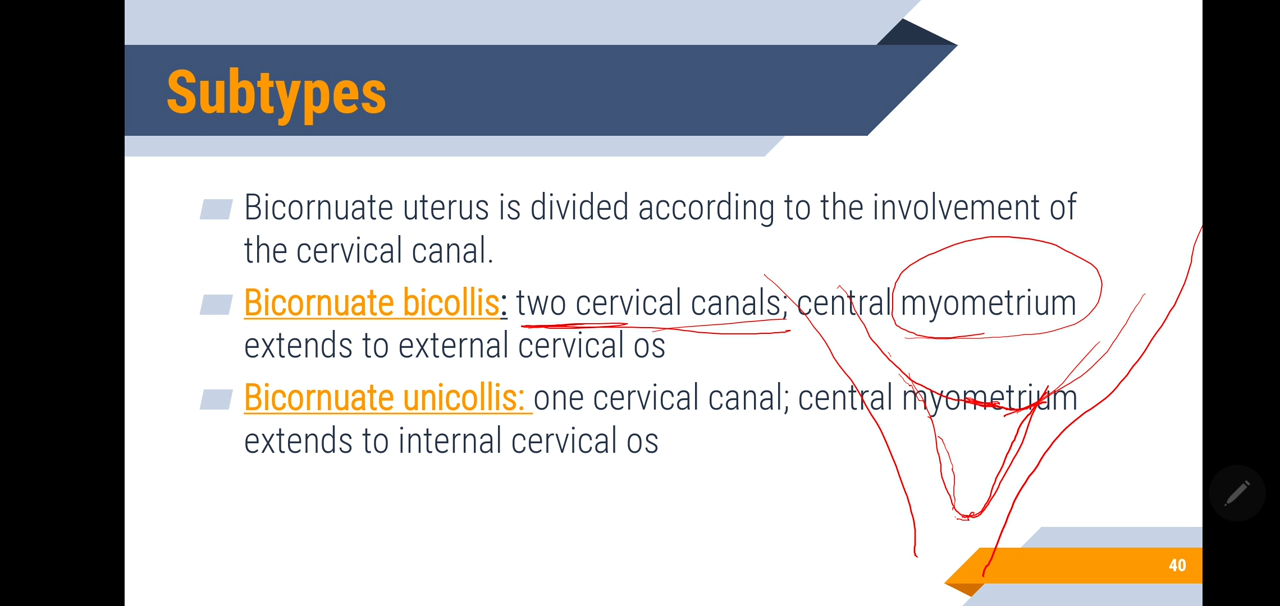 Subtypes
Bicornuate uterus is divided according to the involvement of
the cervical canal.
Bicornuate bicollis: two cervical canals; central myometrium
extends to external cervical os
Bicornuate unicollis: one cervical canal; central myometrium
extends to internal cervical os
40